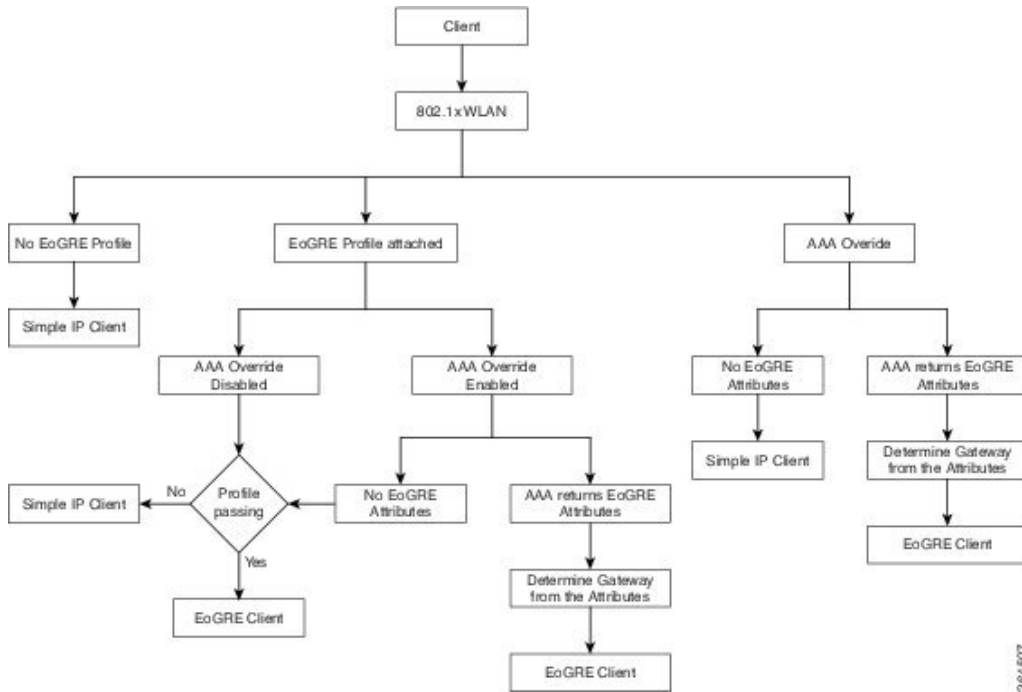 Client
802.1x WLAN
No EoGRE Profile
EoGRE Profile attached
AAA Overide
Simple IP Client
AAA Override
Disabled
AAA Override
Enabled
No EoGRE
Attributes
AAA returns EoGRE
Attributes
Simple IP Client
Determine Gateway
from the Attributes
Simple IP Client
No
Profile
passing
No EoGRE
Attributes
AAA returns EoGRE
Attributes
EoGRE Client
Yes
Determine Gateway
from the Attributes
EoGRE Client
EoGRE Client